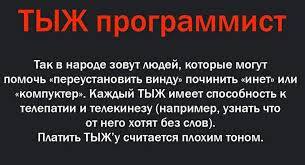 ТЫЖ программист
Так в народе зовут людей, которые могут
помочь «переустановить винду» починить «инет» или
«компуктер». Каждый ТЫЖ имеет способность к
телепатии и телекинезу (например, узнать что
от него хотят без слов).
Платить ТЫЖ'у считается плохим тоном.